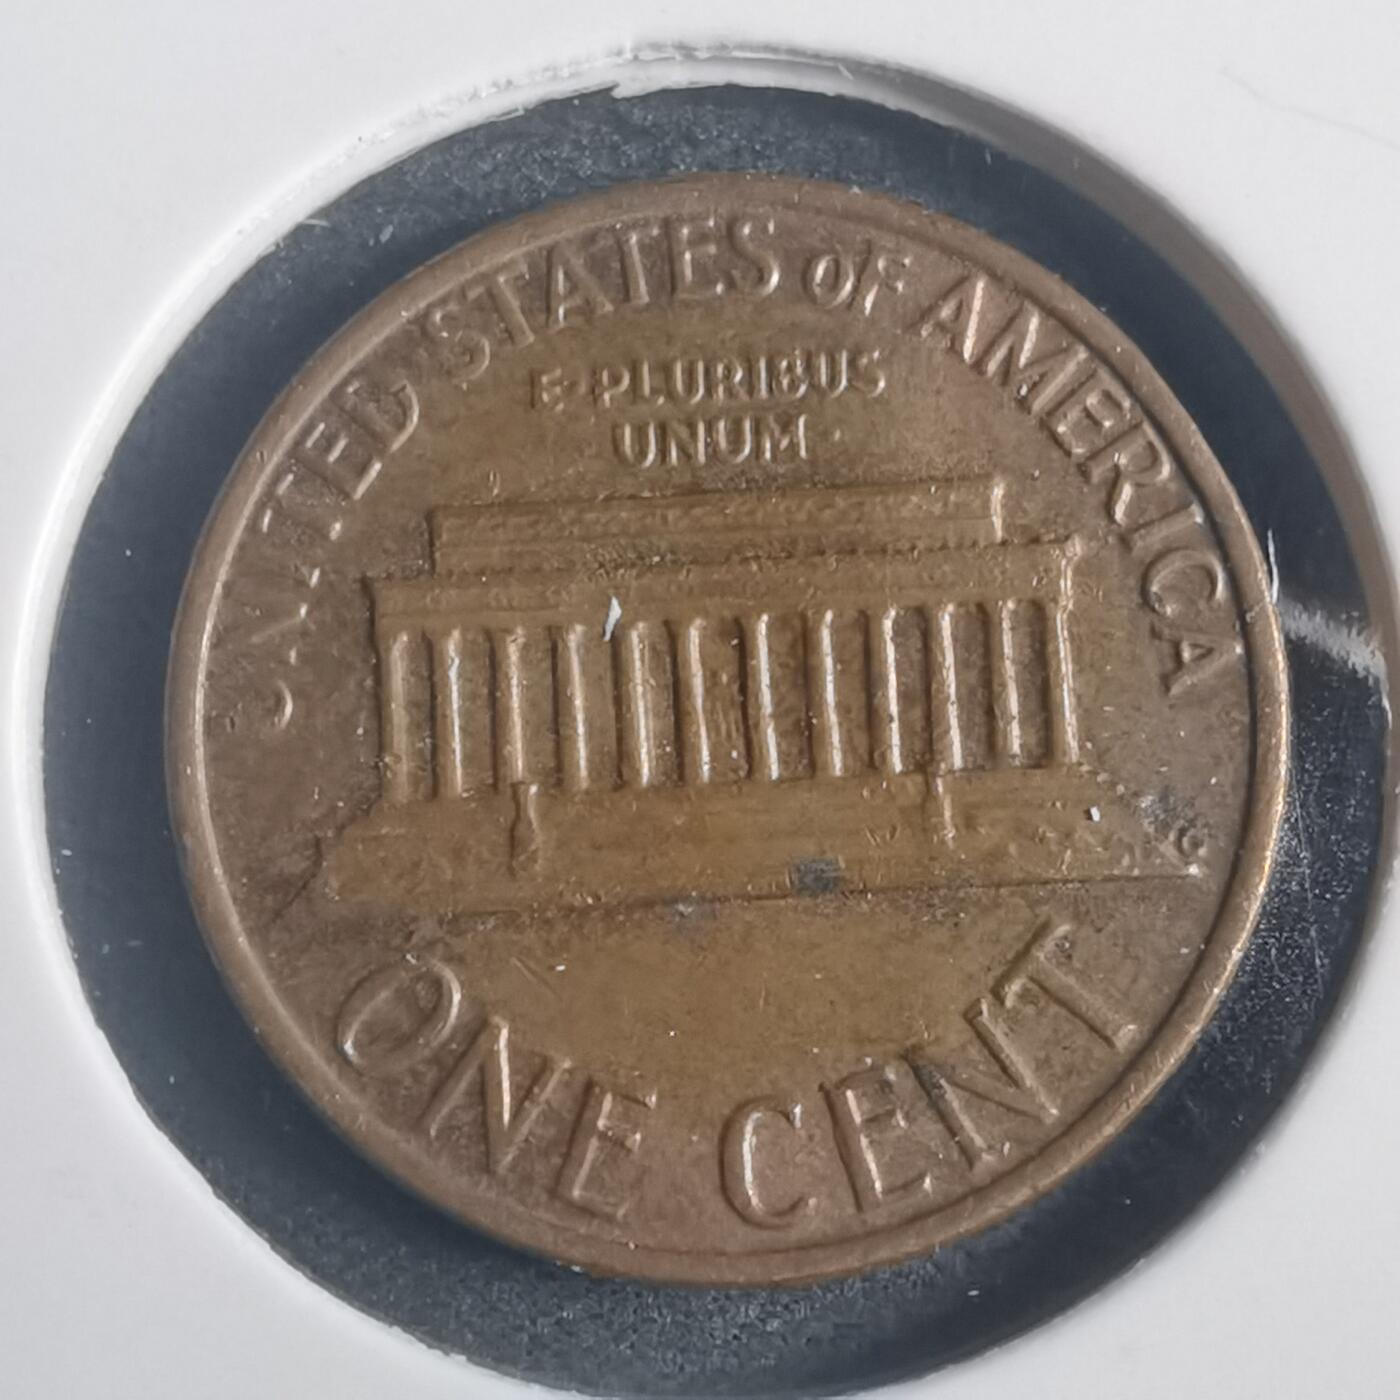 UNITED STATES OF AMERICA
E·PLURIBUS
UNUM·
ONE CENT